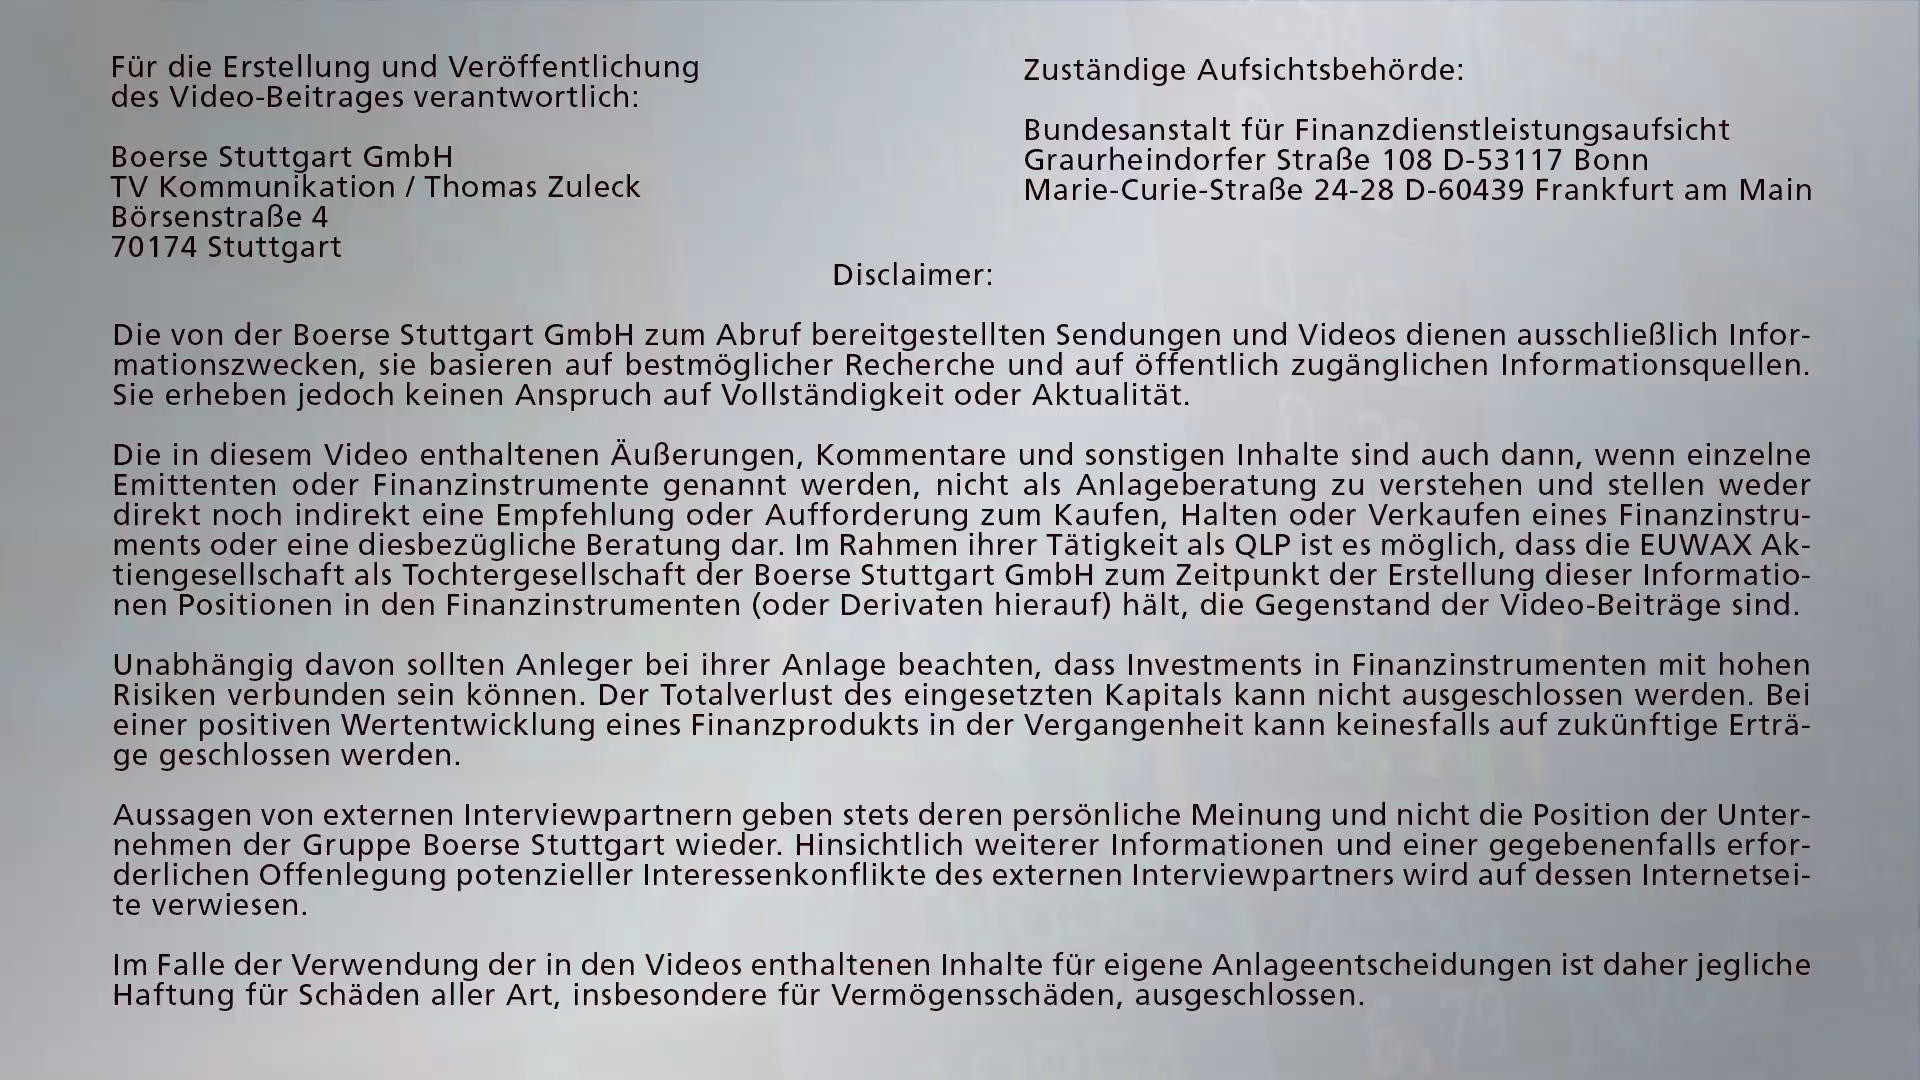 Für die Erstellung und Veröffentlichung
des Video-Beitrages verantwortlich:
Boerse Stuttgart GmbH
TV Kommunikation / Thomas Zuleck
Börsenstraße 4
70174 Stuttgart
Zuständige Aufsichtsbehörde:
Bundesanstalt für Finanzdienstleistungsaufsicht
Graurheindorfer Straße 108 D-53117 Bonn
Marie-Curie-Straße 24-28 D-60439 Frankfurt am Main
Disclaimer:
Die von der Boerse Stuttgart GmbH zum Abruf bereitgestellten Sendungen und Videos dienen ausschließlich Infor-
mationszwecken, sie basieren auf bestmöglicher Recherche und auf öffentlich zugänglichen Informationsquellen.
Sie erheben jedoch keinen Anspruch auf Vollständigkeit oder Aktualität.
Die in diesem Video enthaltenen Äußerungen, Kommentare und sonstigen Inhalte sind auch dann, wenn einzelne
Emittenten oder Finanzinstrumente genannt werden, nicht als Anlageberatung zu verstehen und stellen weder
direkt noch indirekt eine Empfehlung oder Aufforderung zum Kaufen, Halten oder Verkaufen eines Finanzinstru-
ments oder eine diesbezügliche Beratung dar. Im Rahmen ihrer Tätigkeit als QLP ist es möglich, dass die EUWAX Ak-
tiengesellschaft als Tochtergesellschaft der Boerse Stuttgart GmbH zum Zeitpunkt der Erstellung dieser Informatio-
nen Positionen in den Finanzinstrumenten (oder Derivaten hierauf) hält, die Gegenstand der Video-Beiträge sind.
Unabhängig davon sollten Anleger bei ihrer Anlage beachten, dass Investments in Finanzinstrumenten mit hohen
Risiken verbunden sein können. Der Totalverlust des eingesetzten Kapitals kann nicht ausgeschlossen werden. Bei
einer positiven Wertentwicklung eines Finanzprodukts in der Vergangenheit kann keinesfalls auf zukünftige Erträ-
ge geschlossen werden.
Aussagen von externen Interviewpartnern geben stets deren persönliche Meinung und nicht die Position der Unter-
nehmen der Gruppe Boerse Stuttgart wieder. Hinsichtlich weiterer Informationen und einer gegebenenfalls erfor-
derlichen Offenlegung potenzieller Interessenkonflikte des externen Interviewpartners wird auf dessen Internetsei-
te verwiesen.
Im Falle der Verwendung der in den Videos enthaltenen Inhalte für eigene Anlageentscheidungen ist daher jegliche
Haftung für Schäden aller Art, insbesondere für Vermögensschäden, ausgeschlossen.